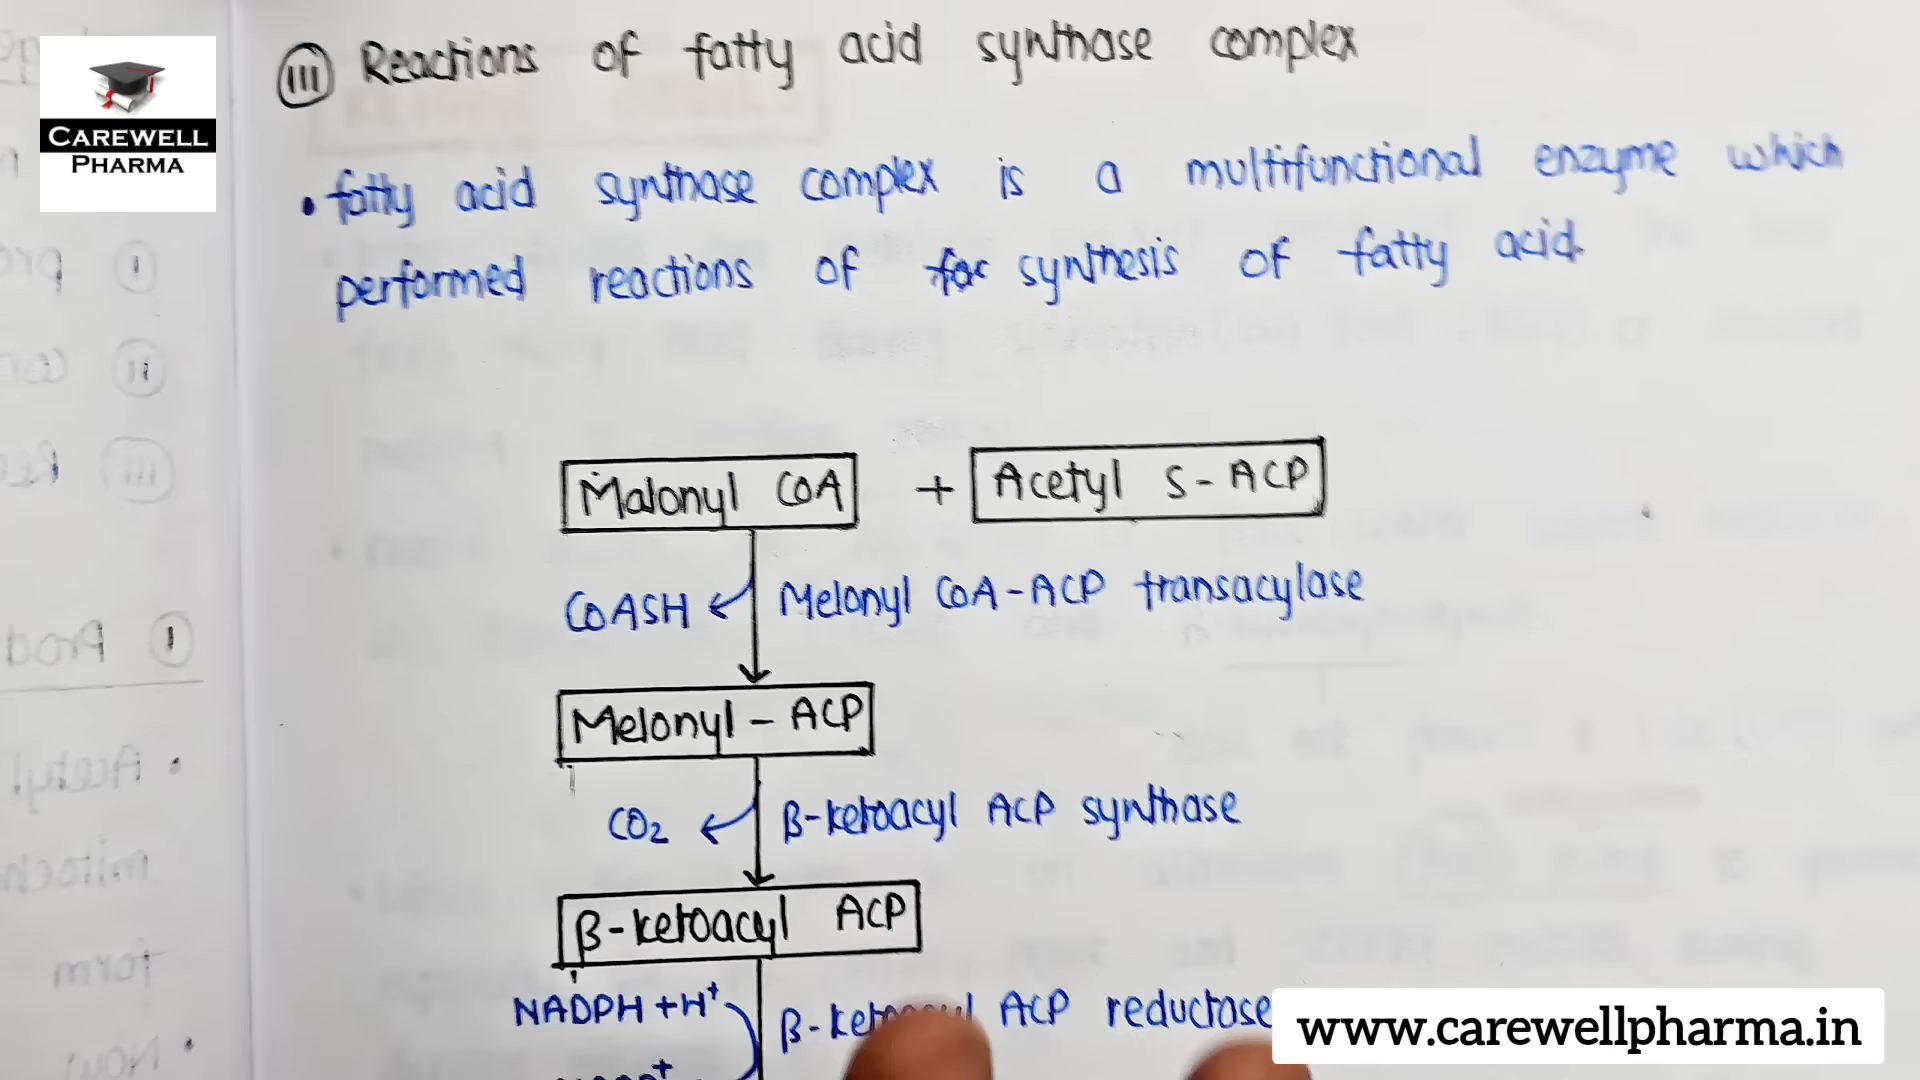 CAREWELL
PHARMA
III Reactions of fatty acid synthase complex
• fatty acid synthase complex is a multifunctional enzyme which
performed reactions of for synthesis of fatty acid.
Malonyl COA + Acetyl S-ACP
COASH Melonyl COA-ACP transacylase
Melonyl-ACP
CO2 β-ketoacyl ACP synthase
β-ketoacyl ACP
NADPH+H+ β-ketoacyl ACP reductase
www.carewellpharma.in